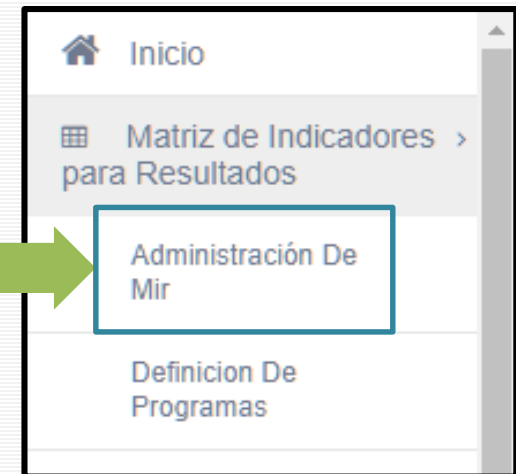 Inicio
Matriz de Indicadores
para Resultados
Administración De
Mir
Definicion De
Programas